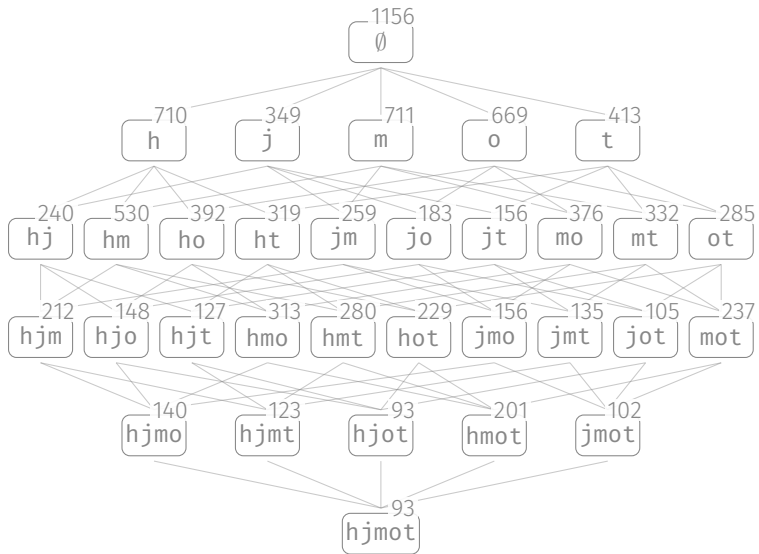 1156
∅
710 349 711 669 413
h j m o t
240 530 392 319 259 183 156 376 332 285
hj hm ho ht jm jo jt mo mt ot
212 148 127 313 280 229 156 135 105 237
hjm hjo hjt hmo hmt hot jmo jmt jot mot
140 123 93 201 102
hjmo hjmt hjot hmot jmot
93
hjmot